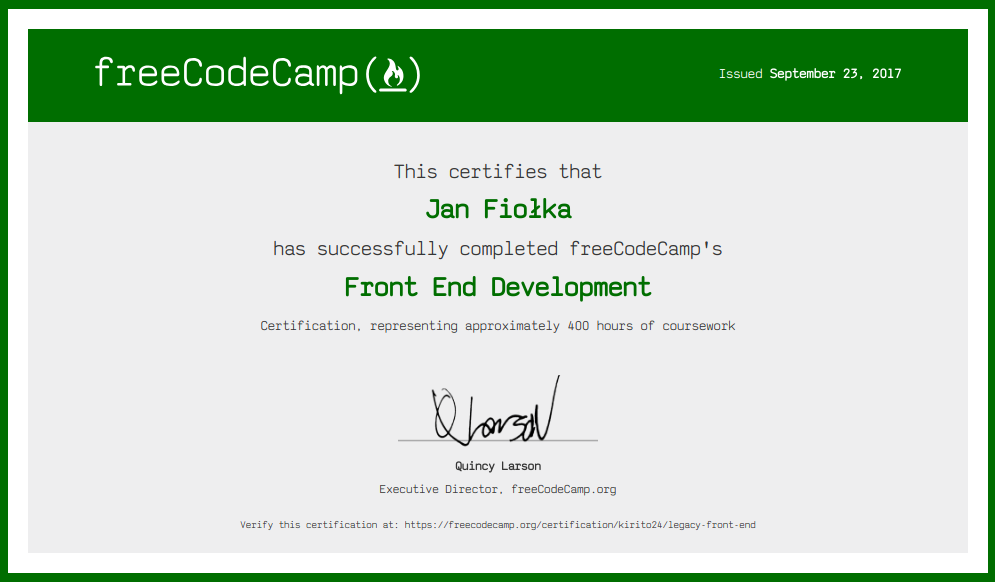 freeCodeCamp(🔥)
Issued September 23, 2017
This certifies that
Jan Fiołka
has successfully completed freeCodeCamp's
Front End Development
Certification, representing approximately 400 hours of coursework
Q Larson
Quincy Larson
Executive Director, freeCodeCamp.org
Verify this certification at: https://freecodecamp.org/certification/kirito24/legacy-front-end